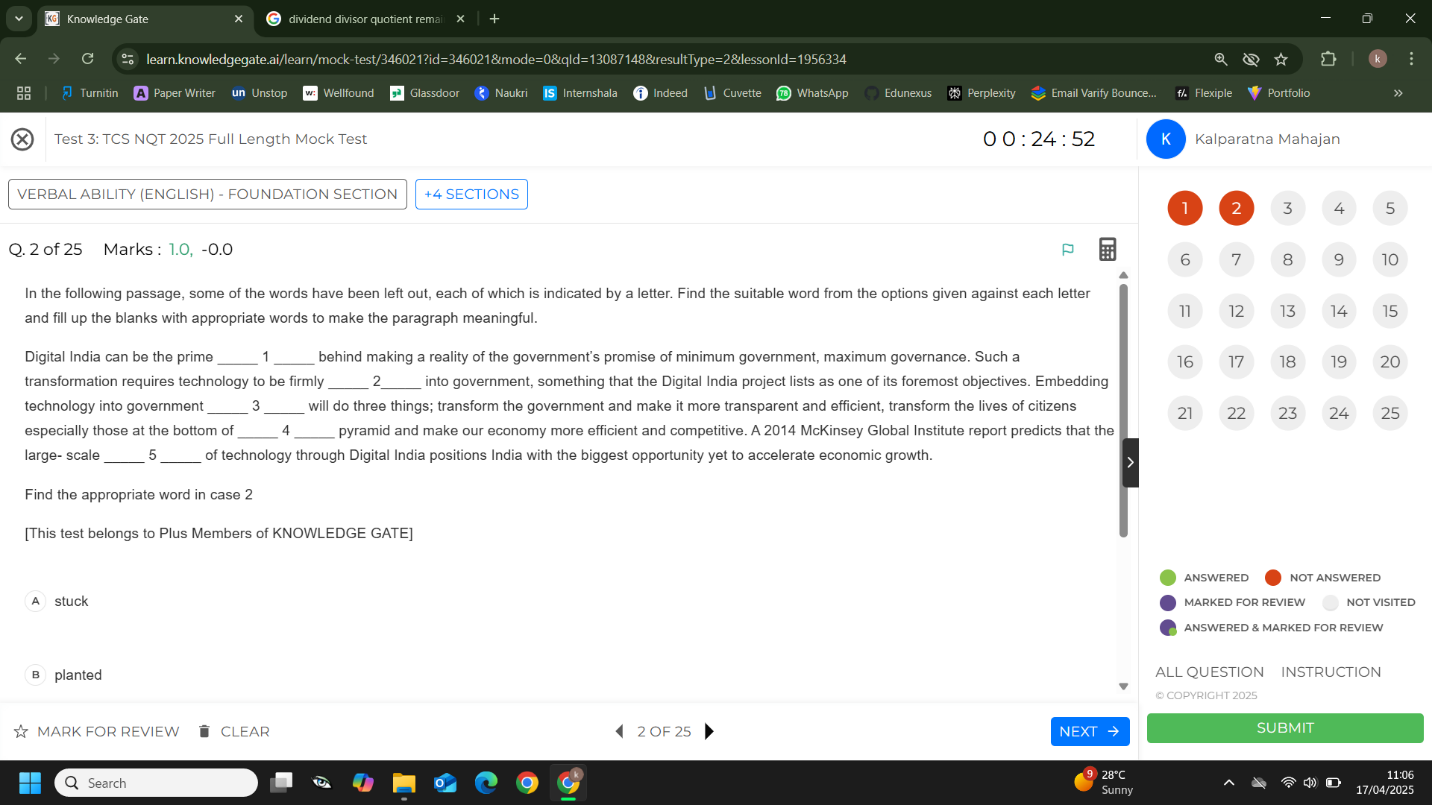 Knowledge Gate
dividend divisor quotient remai
learn.knowledgegate.ai/learn/mock-test/346021?id=346021&mode=0&qId=13087148&resultType=2&lessonId=1956334
k
Turnitin A Paper Writer un Unstop w: Wellfound Glassdoor Naukri IS Internshala Indeed Cuvette WhatsApp Edunexus Perplexity Email Varify Bounce... Flexiple Portfolio
Test 3: TCS NQT 2025 Full Length Mock Test
0 0 : 24 : 52
K Kalparatna Mahajan
VERBAL ABILITY (ENGLISH) - FOUNDATION SECTION
+4 SECTIONS
Q. 2 of 25 Marks : 1.0, -0.0
In the following passage, some of the words have been left out, each of which is indicated by a letter. Find the suitable word from the options given against each letter
and fill up the blanks with appropriate words to make the paragraph meaningful.
Digital India can be the prime _____ 1 _____ behind making a reality of the government's promise of minimum government, maximum governance. Such a
transformation requires technology to be firmly _____ 2_____ into government, something that the Digital India project lists as one of its foremost objectives. Embedding
technology into government _____ 3 _____ will do three things; transform the government and make it more transparent and efficient, transform the lives of citizens
especially those at the bottom of _____ 4 _____ pyramid and make our economy more efficient and competitive. A 2014 McKinsey Global Institute report predicts that the
large- scale _____ 5 _____ of technology through Digital India positions India with the biggest opportunity yet to accelerate economic growth.
Find the appropriate word in case 2
[This test belongs to Plus Members of KNOWLEDGE GATE]
A stuck
B planted
MARK FOR REVIEW CLEAR
2 OF 25
NEXT
1 2 3 4 5
6 7 8 9 10
11 12 13 14 15
16 17 18 19 20
21 22 23 24 25
ANSWERED NOT ANSWERED
MARKED FOR REVIEW NOT VISITED
ANSWERED & MARKED FOR REVIEW
ALL QUESTION INSTRUCTION
© COPYRIGHT 2025
SUBMIT
Search
9 28°C
Sunny
11:06
17/04/2025